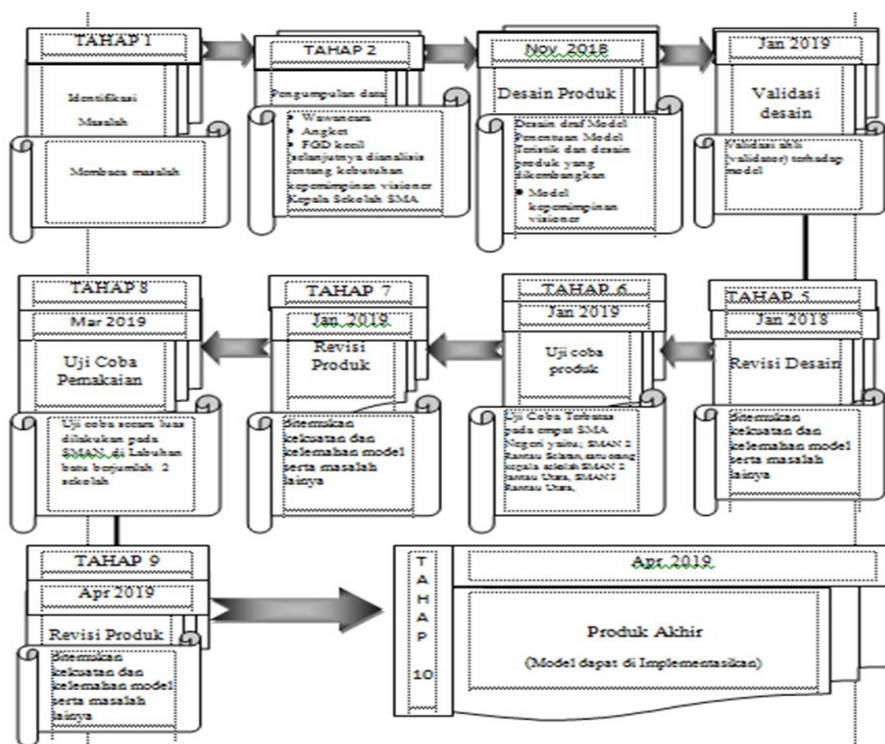 TAHAP 1
Identifikasi
Masalah
Membaca masalah
TAHAP 2
Pengumpulan data
• Wawancara
• Angket
• FGD kecil
selanjutnya dianalisis
tentang kebutuhan
kepemimpinan visioner
Kepala Sekolah SMA
Nov 2018
Desain Produk
Desain draf Model
Penentuan Model
Teristik dan desain
produk yang
dikembangkan
• Model
kepemimpinan
visioner
Jan 2019
Validasi
desain
Validasi ahli
(validator) terhadap
model
TAHAP 5
Jan 2018
Revisi Desain
Ditemukan
kekuatan dan
kelemahan model
serta masalah
lainya
TAHAP 6
Jan 2019
Uji coba
produk
Uji Coba Terbatas
pada empat SMA
Negeri yaitu; SMAN 2
Rantau Selatan, satu orang
kepala sekolah SMAN 2
rantau Utara, SMAN 3
Rantau Utara,
TAHAP 7
Jan 2019
Revisi
Produk
Ditemukan
kekuatan dan
kelemahan model
serta masalah
lainya
TAHAP 8
Mar 2019
Uji Coba
Pemakaian
Uji coba secara luas
dilakukan pada
SMAN di Labuhan
batu berjumlah 2
sekolah
TAHAP 9
Apr 2019
Revisi Produk
Ditemukan
kekuatan dan
kelemahan model
serta masalah
lainya
TAHAP 10
Apr 2019
Produk Akhir
(Model dapat di Implementasikan)